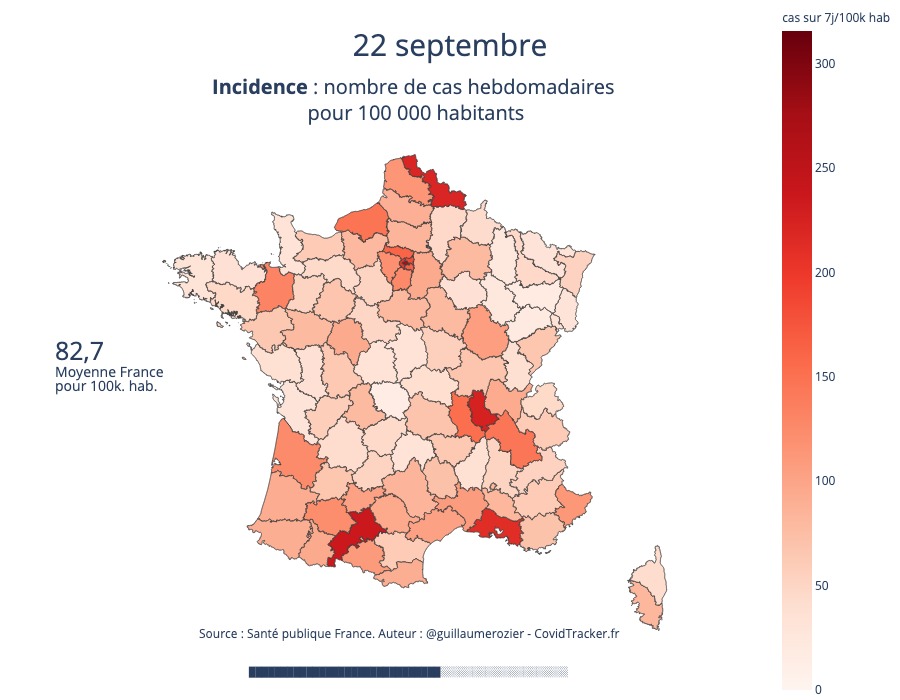 cas sur 7j/100k hab
22 septembre
Incidence : nombre de cas hebdomadaires
pour 100 000 habitants
300
250
200
150
100
50
0
82,7
Moyenne France
pour 100k. hab.
Source : Santé publique France. Auteur : @guillaumerozier - CovidTracker.fr